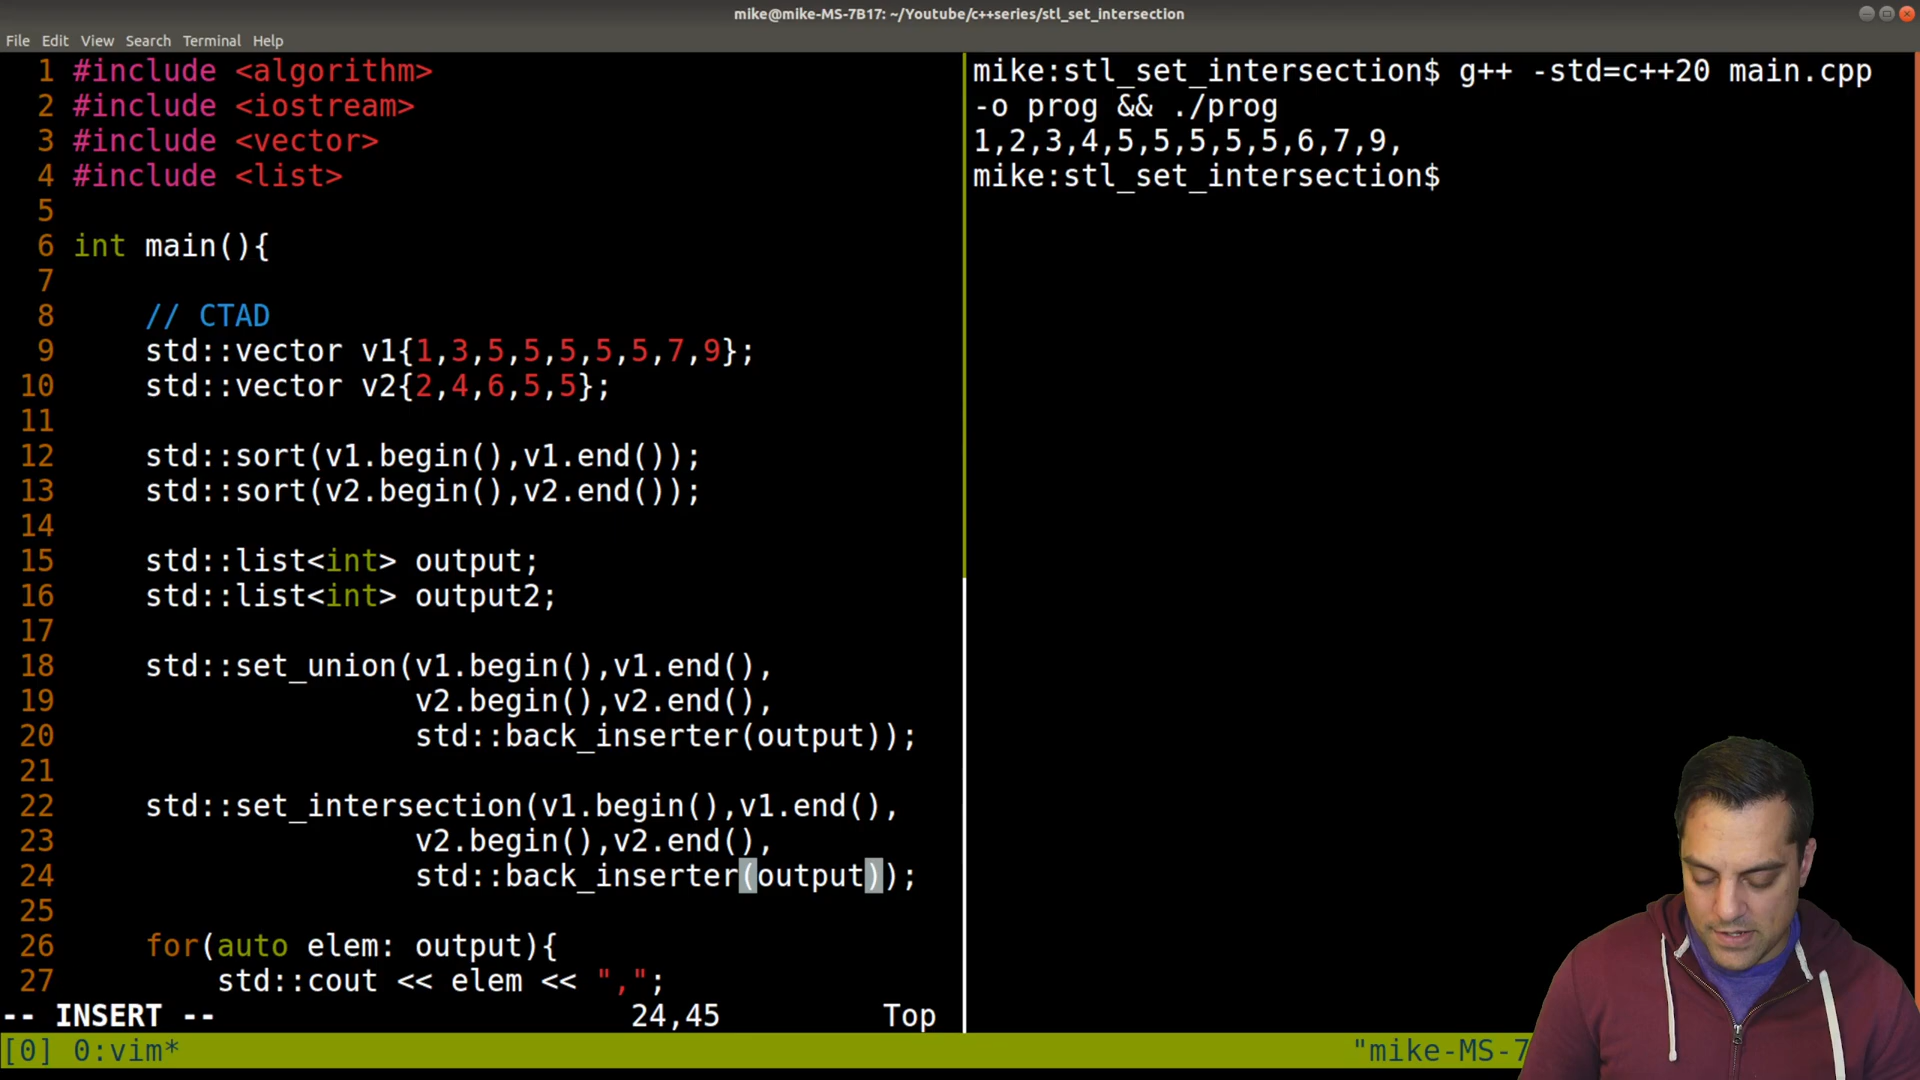 mike@mike-MS-7B17: ~/Youtube/c++series/stl_set_intersection
File Edit View Search Terminal Help
1 #include <algorithm>
2 #include <iostream>
3 #include <vector>
4 #include <list>
5
6 int main(){
7
8     // CTAD
9     std::vector v1{1,3,5,5,5,5,5,7,9};
10     std::vector v2{2,4,6,5,5};
11
12     std::sort(v1.begin(),v1.end());
13     std::sort(v2.begin(),v2.end());
14
15     std::list<int> output;
16     std::list<int> output2;
17
18     std::set_union(v1.begin(),v1.end(),
19                    v2.begin(),v2.end(),
20                    std::back_inserter(output));
21
22     std::set_intersection(v1.begin(),v1.end(),
23                    v2.begin(),v2.end(),
24                    std::back_inserter(output));
25
26     for(auto elem: output){
27         std::cout << elem << ",";
-- INSERT --                    24,45         Top
mike:stl_set_intersection$ g++ -std=c++20 main.cpp
-o prog && ./prog
1,2,3,4,5,5,5,5,5,6,7,9,
mike:stl_set_intersection$
[0] 0:vim* "mike-MS-7